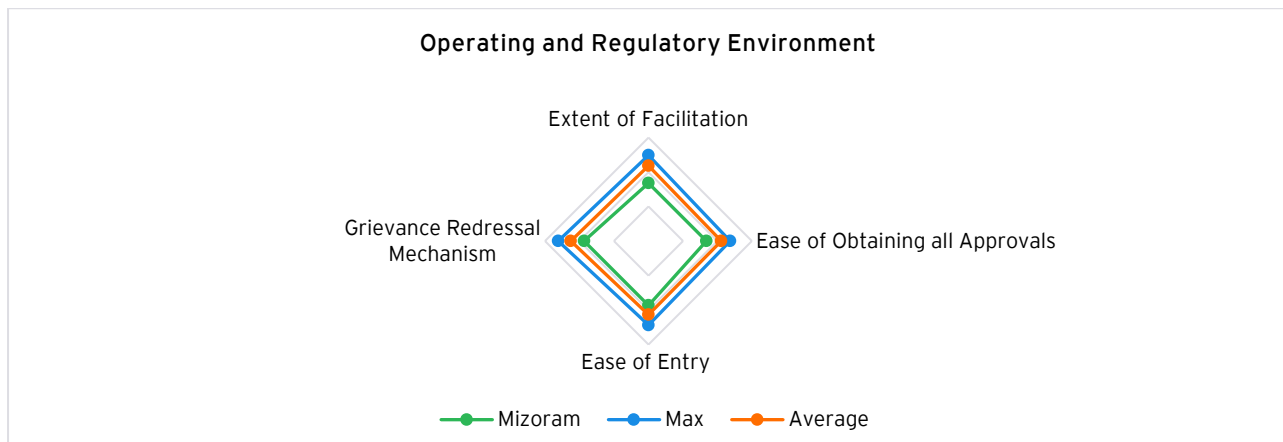 Operating and Regulatory Environment
Extent of Facilitation
Grievance Redressal
Mechanism
Ease of Obtaining all Approvals
Ease of Entry
Mizoram
Max
Average